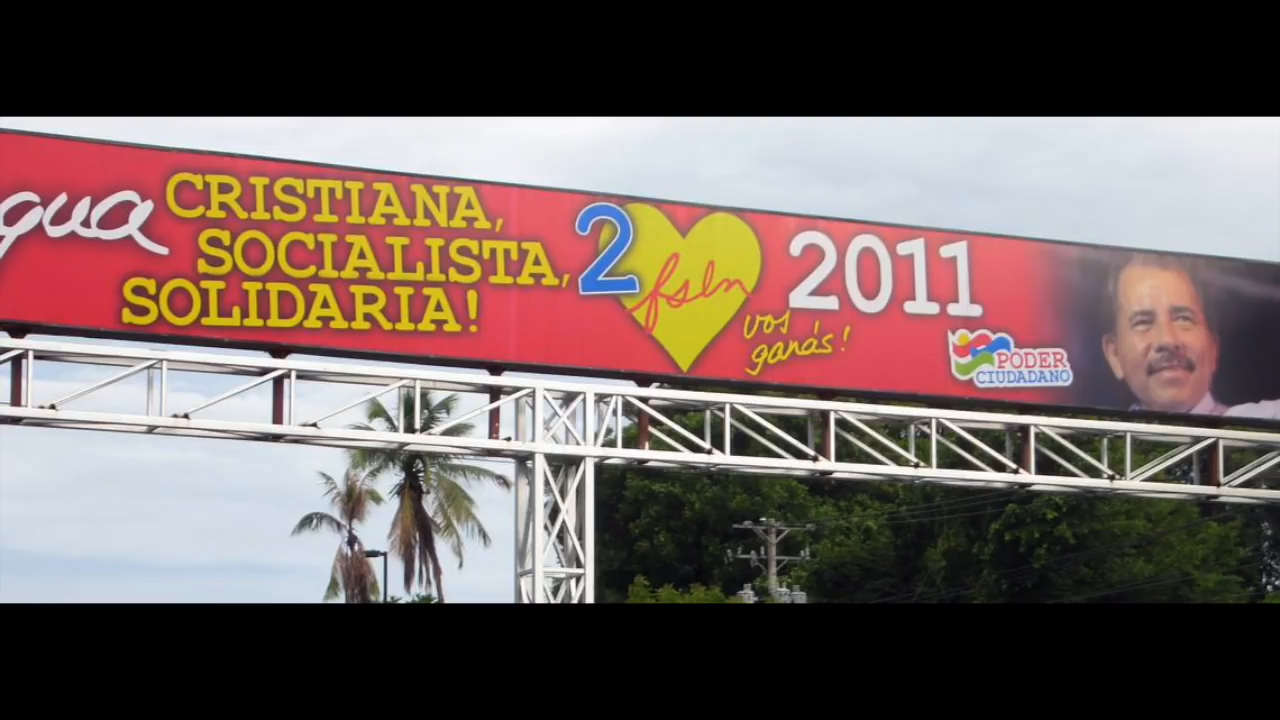 gua
CRISTIANA,
SOCIALISTA,
SOLIDARIA!
2
fsln
vos
ganás!
2011
PODER
CIUDADANO